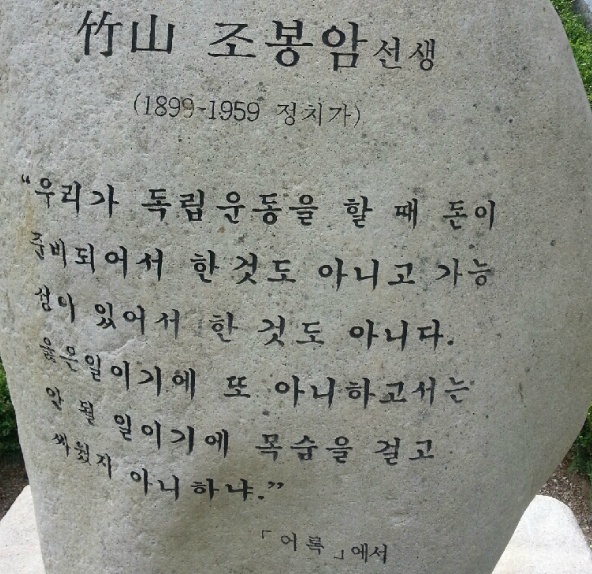 竹山 조봉암선생
(1899-1959 정치가)
“우리가 독립운동을 할 때 돈이
준비되어서 한것도 아니고 가능
성이 있어서 한 것도 아니다.
옳은일이기에 또 아니하고서는
안 될 일이기에 목숨을 걸고
싸웠지 아니하냐.”
「어록」에서